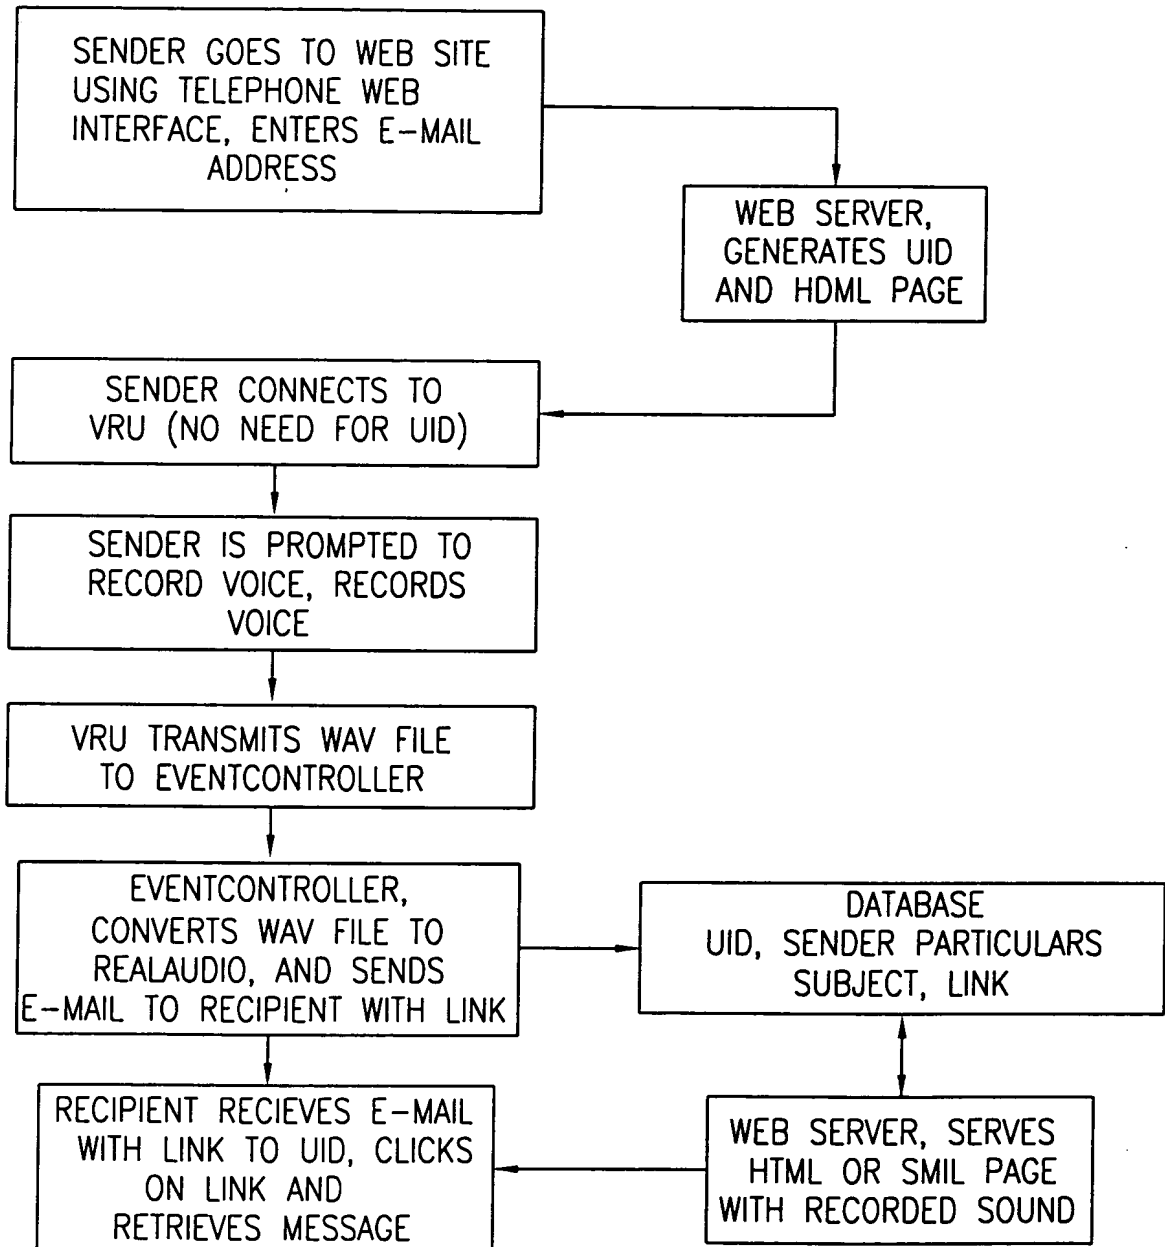 SENDER GOES TO WEB SITE
USING TELEPHONE WEB
INTERFACE, ENTERS E-MAIL
ADDRESS
WEB SERVER,
GENERATES UID
AND HDML PAGE
SENDER CONNECTS TO
VRU (NO NEED FOR UID)
SENDER IS PROMPTED TO
RECORD VOICE, RECORDS
VOICE
VRU TRANSMITS WAV FILE
TO EVENTCONTROLLER
EVENTCONTROLLER,
CONVERTS WAV FILE TO
REALAUDIO, AND SENDS
E-MAIL TO RECIPIENT WITH LINK
DATABASE
UID, SENDER PARTICULARS
SUBJECT, LINK
RECIPIENT RECIEVES E-MAIL
WITH LINK TO UID, CLICKS
ON LINK AND
RETRIEVES MESSAGE
WEB SERVER, SERVES
HTML OR SMIL PAGE
WITH RECORDED SOUND